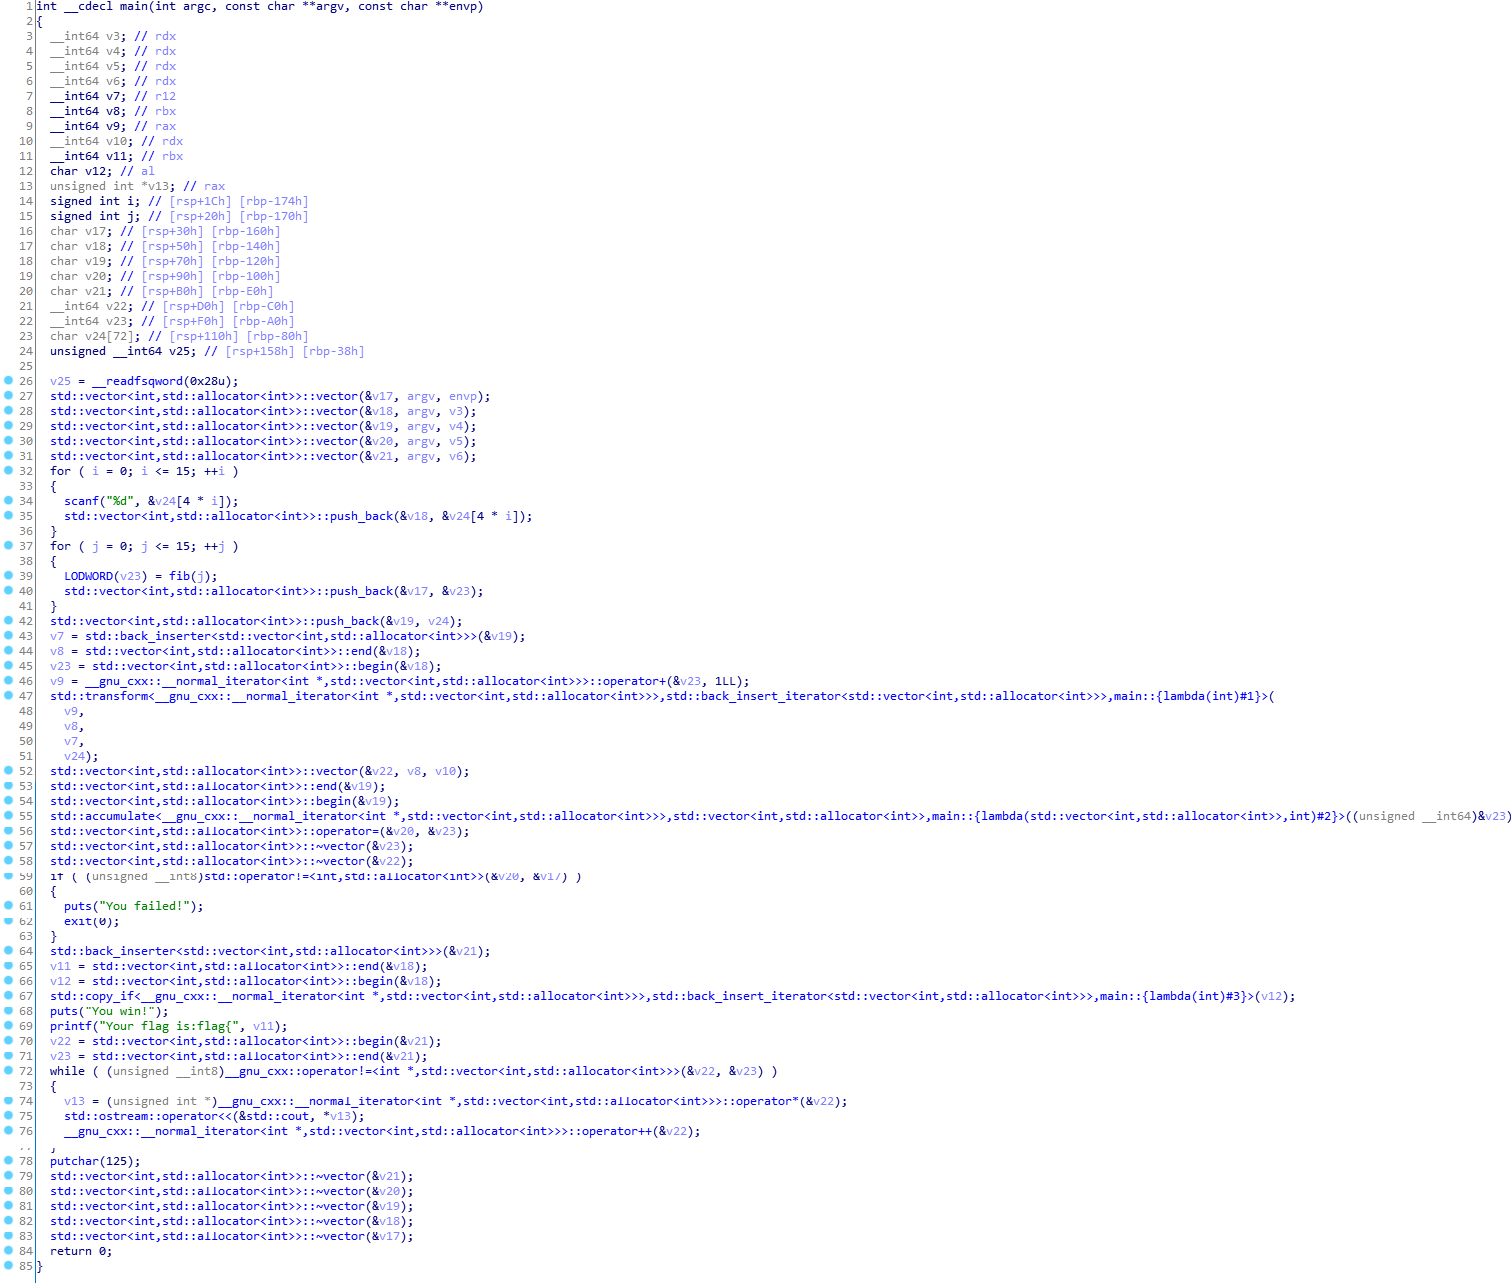 1 int __cdecl main(int argc, const char **argv, const char **envp)
2 {
3 __int64 v3; // rdx
4 __int64 v4; // rdx
5 __int64 v5; // rdx
6 __int64 v6; // rdx
7 __int64 v7; // r12
8 __int64 v8; // rbx
9 __int64 v9; // rax
10 __int64 v10; // rdx
11 __int64 v11; // rbx
12 char v12; // al
13 unsigned int *v13; // rax
14 signed int i; // [rsp+1Ch] [rbp-174h]
15 signed int j; // [rsp+20h] [rbp-170h]
16 char v17; // [rsp+30h] [rbp-160h]
17 char v18; // [rsp+50h] [rbp-140h]
18 char v19; // [rsp+70h] [rbp-120h]
19 char v20; // [rsp+90h] [rbp-100h]
20 char v21; // [rsp+B0h] [rbp-E0h]
21 __int64 v22; // [rsp+D0h] [rbp-C0h]
22 __int64 v23; // [rsp+F0h] [rbp-A0h]
23 char v24[72]; // [rsp+110h] [rbp-80h]
24 unsigned __int64 v25; // [rsp+158h] [rbp-38h]
25
26 v25 = __readfsqword(0x28u);
27 std::vector<int,std::allocator<int>>::vector(&v17, argv, envp);
28 std::vector<int,std::allocator<int>>::vector(&v18, argv, v3);
29 std::vector<int,std::allocator<int>>::vector(&v19, argv, v4);
30 std::vector<int,std::allocator<int>>::vector(&v20, argv, v5);
31 std::vector<int,std::allocator<int>>::vector(&v21, argv, v6);
32 for ( i = 0; i <= 15; ++i )
33 {
34 scanf("%d", &v24[4 * i]);
35 std::vector<int,std::allocator<int>>::push_back(&v18, &v24[4 * i]);
36 }
37 for ( j = 0; j <= 15; ++j )
38 {
39 LODWORD(v23) = fib(j);
40 std::vector<int,std::allocator<int>>::push_back(&v17, &v23);
41 }
42 std::vector<int,std::allocator<int>>::push_back(&v19, v24);
43 v7 = std::back_inserter<std::vector<int,std::allocator<int>>>(&v19);
44 v8 = std::vector<int,std::allocator<int>>::end(&v18);
45 v23 = std::vector<int,std::allocator<int>>::begin(&v18);
46 v9 = __gnu_cxx::__normal_iterator<int *,std::vector<int,std::allocator<int>>>::operator+(&v23, 1LL);
47 std::transform<__gnu_cxx::__normal_iterator<int *,std::vector<int,std::allocator<int>>>,std::back_insert_iterator<std::vector<int,std::allocator<int>>>,main::{lambda(int)#1}>(
48 v9,
49 v8,
50 v7,
51 v24);
52 std::vector<int,std::allocator<int>>::vector(&v22, v8, v10);
53 std::vector<int,std::allocator<int>>::end(&v19);
54 std::vector<int,std::allocator<int>>::begin(&v19);
55 std::accumulate<__gnu_cxx::__normal_iterator<int *,std::vector<int,std::allocator<int>>>,std::vector<int,std::allocator<int>>,main::{lambda(std::vector<int,std::allocator<int>>,int)#2}>((unsigned __int64)&v23)
56 std::vector<int,std::allocator<int>>::operator=(&v20, &v23);
57 std::vector<int,std::allocator<int>>::~vector(&v23);
58 std::vector<int,std::allocator<int>>::~vector(&v22);
59 if ( (unsigned __int8)std::operator!=<int,std::allocator<int>>(&v20, &v17) )
60 {
61 puts("You failed!");
62 exit(0);
63 }
64 std::back_inserter<std::vector<int,std::allocator<int>>>(&v21);
65 v11 = std::vector<int,std::allocator<int>>::end(&v18);
66 v12 = std::vector<int,std::allocator<int>>::begin(&v18);
67 std::copy_if<__gnu_cxx::__normal_iterator<int *,std::vector<int,std::allocator<int>>>,std::back_insert_iterator<std::vector<int,std::allocator<int>>>,main::{lambda(int)#3}>(v12);
68 puts("You win!");
69 printf("Your flag is:flag{", v11);
70 v22 = std::vector<int,std::allocator<int>>::begin(&v21);
71 v23 = std::vector<int,std::allocator<int>>::end(&v21);
72 while ( (unsigned __int8)__gnu_cxx::operator!=<int *,std::vector<int,std::allocator<int>>>(&v22, &v23) )
73 {
74 v13 = (unsigned int *)__gnu_cxx::__normal_iterator<int *,std::vector<int,std::allocator<int>>>::operator*(&v22);
75 std::ostream::operator<<(&std::cout, *v13);
76 __gnu_cxx::__normal_iterator<int *,std::vector<int,std::allocator<int>>>::operator++(&v22);
78 putchar(125);
79 std::vector<int,std::allocator<int>>::~vector(&v21);
80 std::vector<int,std::allocator<int>>::~vector(&v20);
81 std::vector<int,std::allocator<int>>::~vector(&v19);
82 std::vector<int,std::allocator<int>>::~vector(&v18);
83 std::vector<int,std::allocator<int>>::~vector(&v17);
84 return 0;
85 }